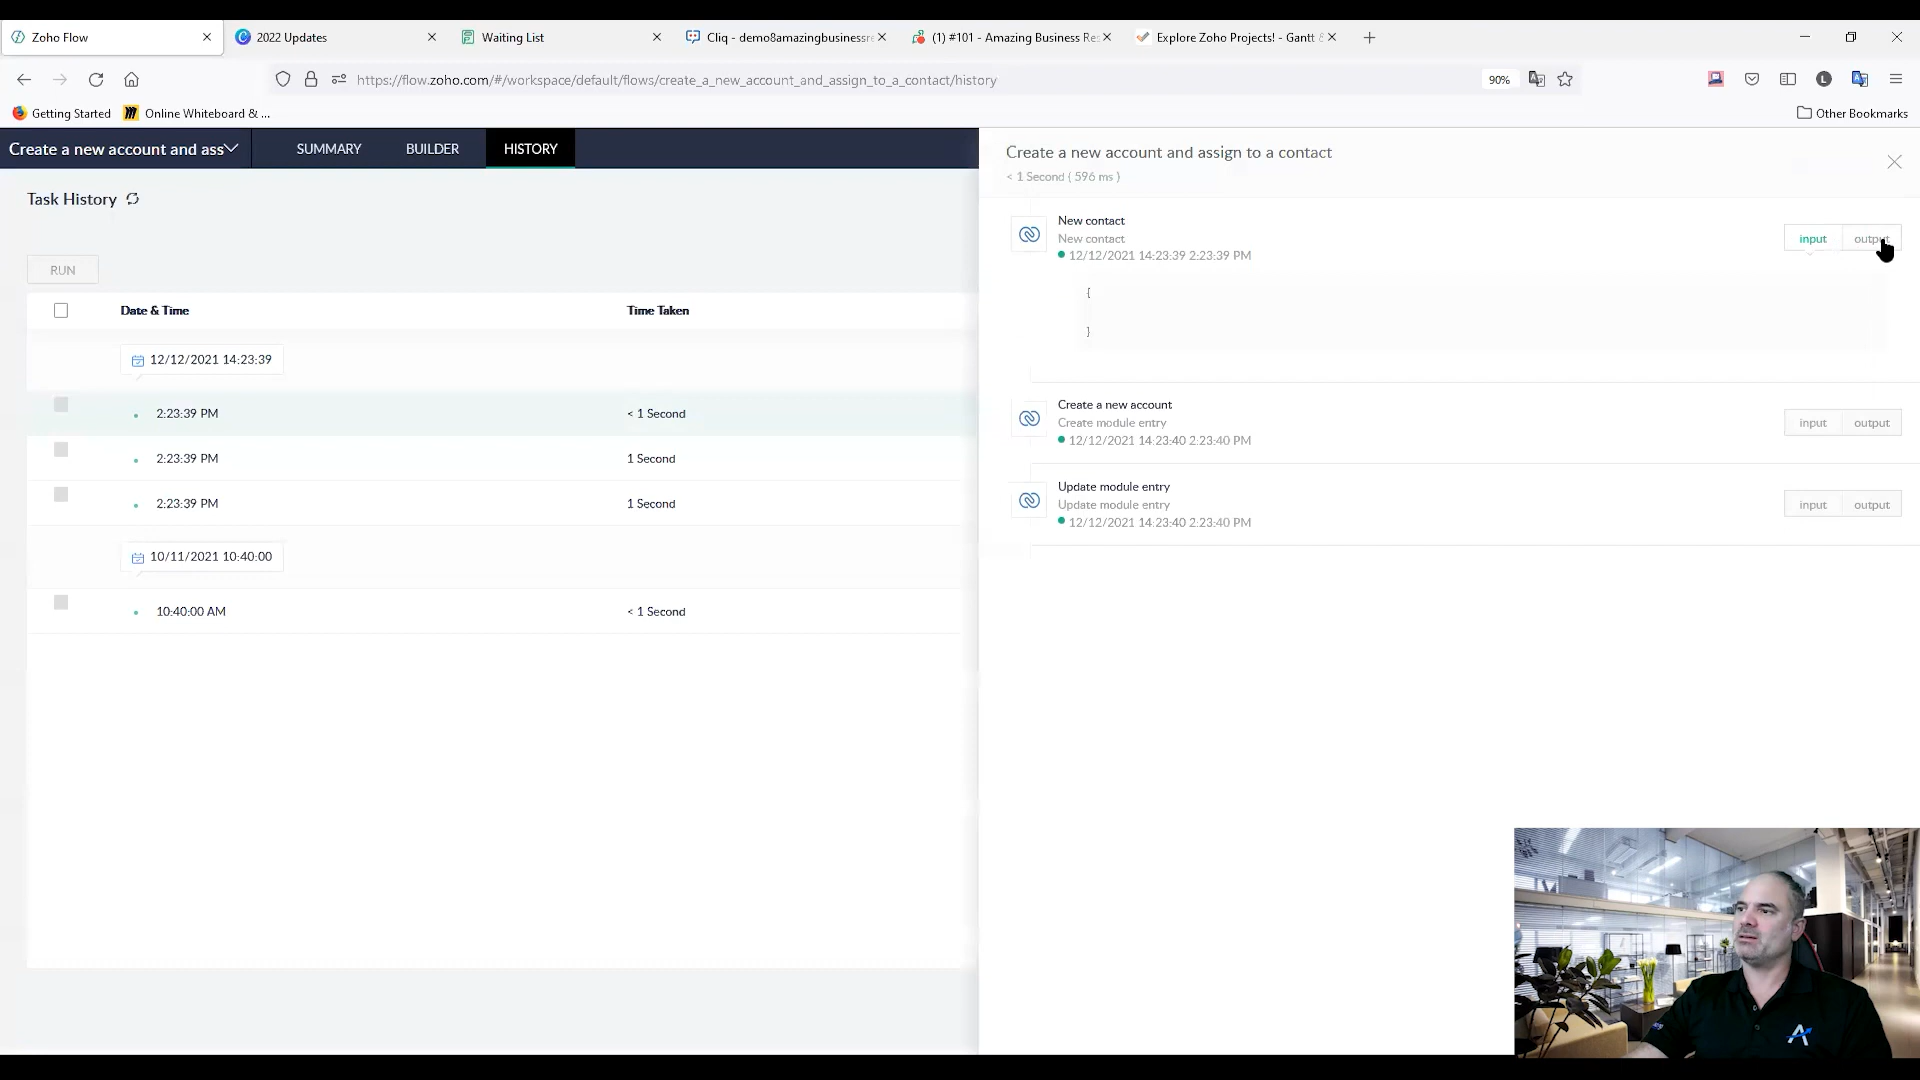 Zoho Flow
2022 Updates
Waiting List
Cliq - demo8amazingbusinessre
(1) #101 - Amazing Business Re
Explore Zoho Projects! - Gantt &
https://flow.zoho.com/#/workspace/default/flows/create_a_new_account_and_assign_to_a_contact/history
90%
L
Getting Started
Online Whiteboard & ...
Other Bookmarks
Create a new account and ass
SUMMARY
BUILDER
HISTORY
Task History
RUN
Date & Time
Time Taken
12/12/2021 14:23:39
2:23:39 PM
< 1 Second
2:23:39 PM
1 Second
2:23:39 PM
1 Second
10/11/2021 10:40:00
10:40:00 AM
< 1 Second
Create a new account and assign to a contact
< 1 Second ( 596 ms )
New contact
New contact
12/12/2021 14:23:39 2:23:39 PM
input
output
{
}
Create a new account
Create module entry
12/12/2021 14:23:40 2:23:40 PM
input
output
Update module entry
Update module entry
12/12/2021 14:23:40 2:23:40 PM
input
output